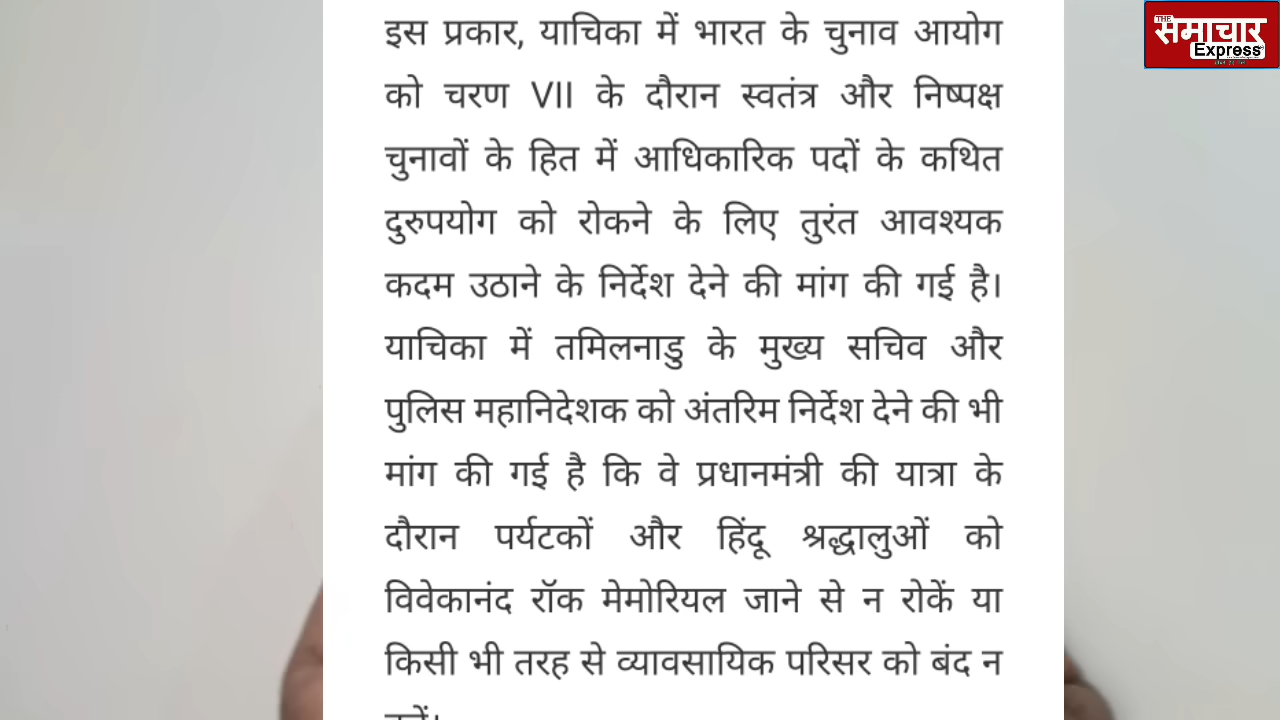 THE
समाचार
Express
इस प्रकार, याचिका में भारत के चुनाव आयोग
को चरण VII के दौरान स्वतंत्र और निष्पक्ष
चुनावों के हित में आधिकारिक पदों के कथित
दुरुपयोग को रोकने के लिए तुरंत आवश्यक
कदम उठाने के निर्देश देने की मांग की गई है।
याचिका में तमिलनाडु के मुख्य सचिव और
पुलिस महानिदेशक को अंतरिम निर्देश देने की भी
मांग की गई है कि वे प्रधानमंत्री की यात्रा के
दौरान पर्यटकों और हिंदू श्रद्धालुओं को
विवेकानंद रॉक मेमोरियल जाने से न रोकें या
किसी भी तरह से व्यावसायिक परिसर को बंद न